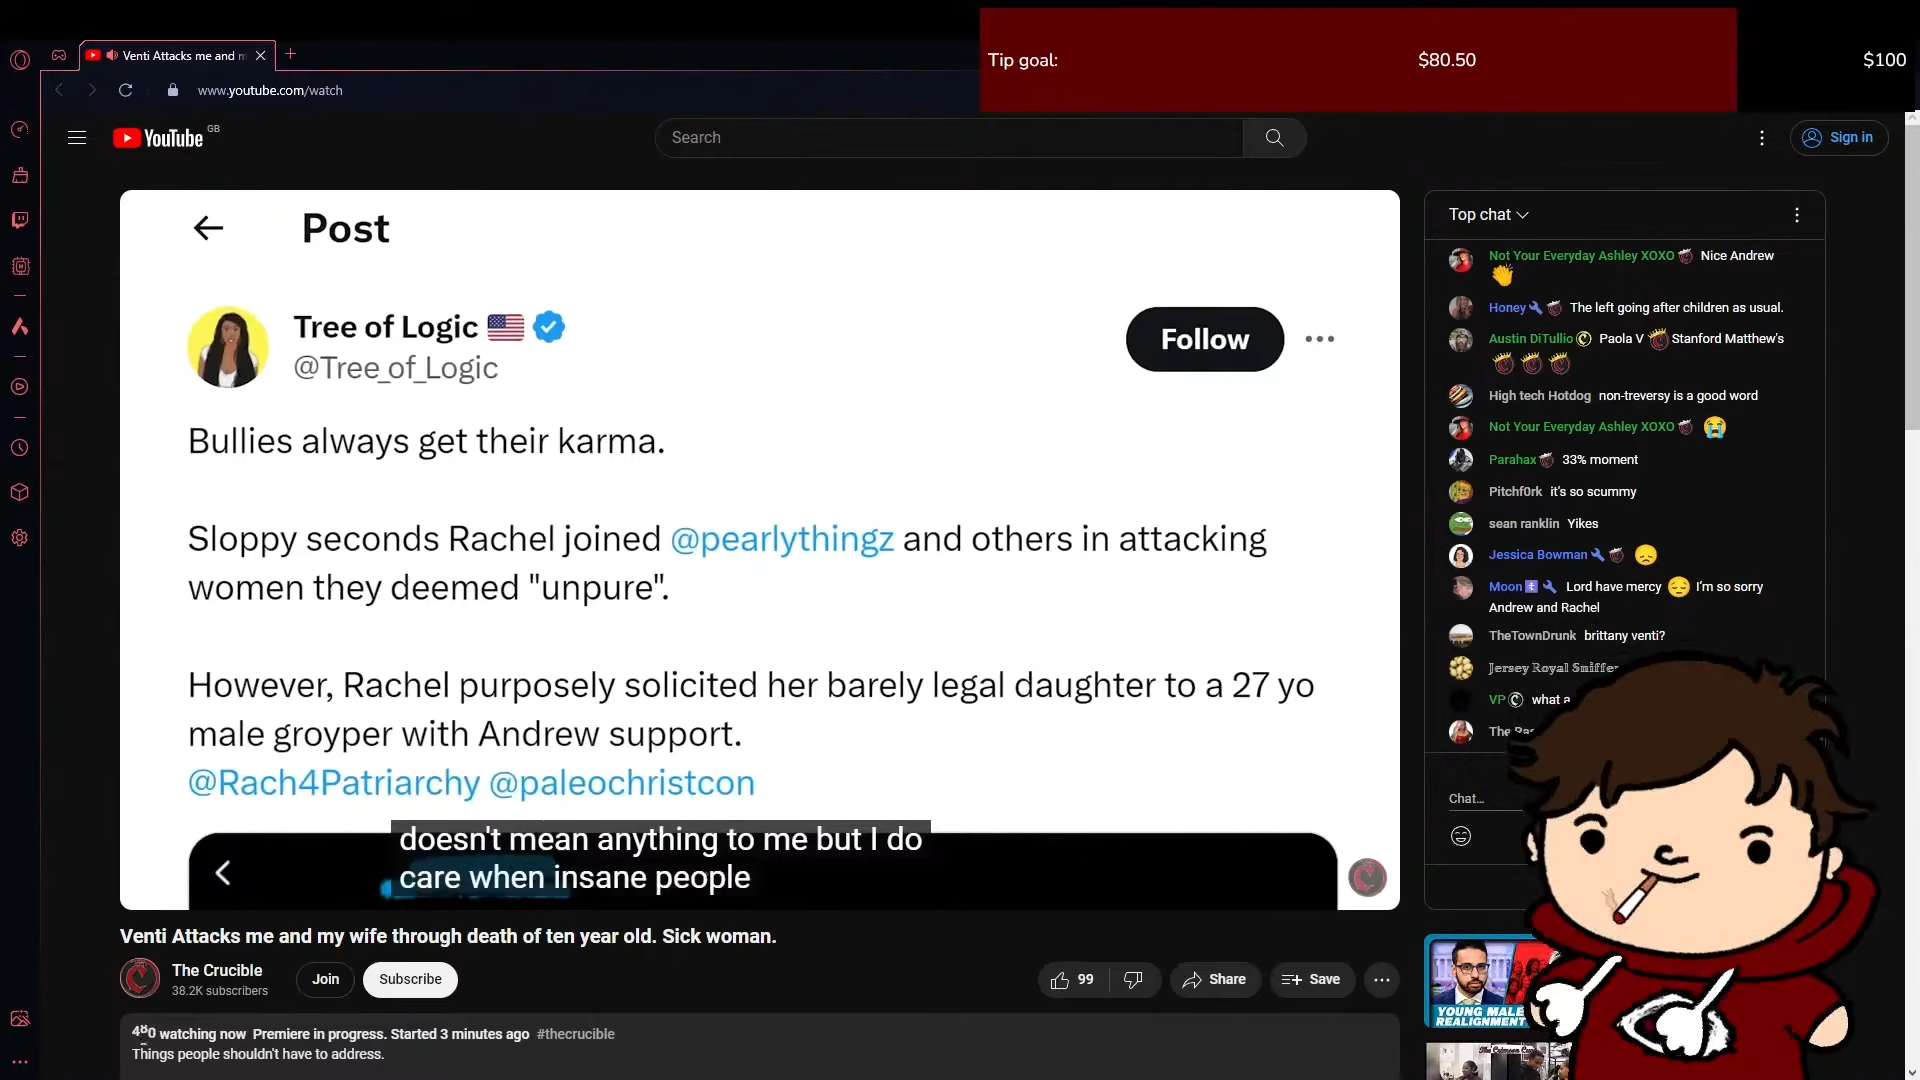 Venti Attacks me and m
Tip goal:
$80.50
$100
www.youtube.com/watch
YouTube GB
Search
Sign in
Post
Tree of Logic
@Tree_of_Logic
Follow
Bullies always get their karma.
Sloppy seconds Rachel joined @pearlythingz and others in attacking
women they deemed "unpure".
However, Rachel purposely solicited her barely legal daughter to a 27 yo
male groyper with Andrew support.
@Rach4Patriarchy @paleochristcon
doesn't mean anything to me but I do
care when insane people
Venti Attacks me and my wife through death of ten year old. Sick woman.
The Crucible
38.2K subscribers
Join
Subscribe
99
Share
Save
watching now Premiere in progress. Started 3 minutes ago #thecrucible
Things people shouldn't have to address.
Top chat
Not Your Everyday Ashley XOXO Nice Andrew
Honey The left going after children as usual.
Austin DiTullio Paola V Stanford Matthew's
High tech Hotdog non-treversy is a good word
Not Your Everyday Ashley XOXO
Parahax 33% moment
Pitchf0rk it's so scummy
sean ranklin Yikes
Jessica Bowman
Moon Lord have mercy I'm so sorry
Andrew and Rachel
TheTownDrunk brittany venti?
Jersey Royal Sniffer
VP what a
The
Chat...
YOUNG MALE
REALIGNMENT